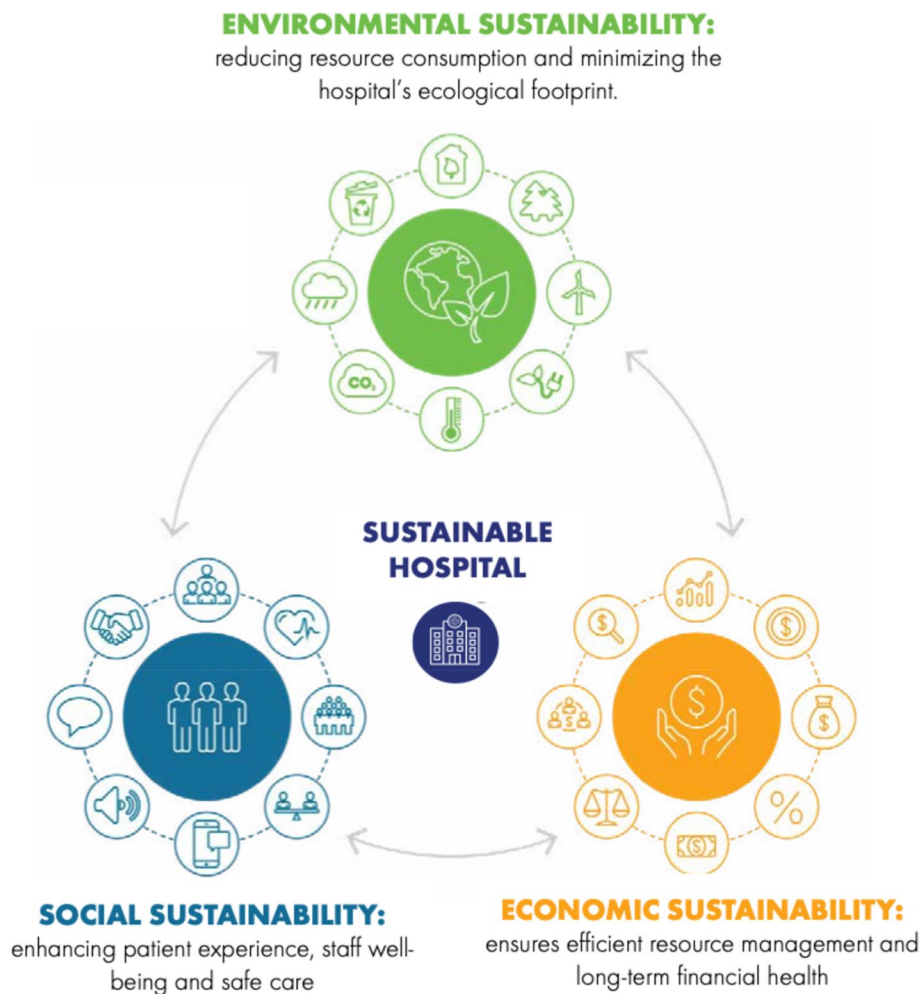 ENVIRONMENTAL SUSTAINABILITY:
reducing resource consumption and minimizing the
hospital's ecological footprint.
CO₂
SUSTAINABLE
HOSPITAL
$
$
$
$
$
%
$
SOCIAL SUSTAINABILITY:
enhancing patient experience, staff well-
being and safe care
ECONOMIC SUSTAINABILITY:
ensures efficient resource management and
long-term financial health